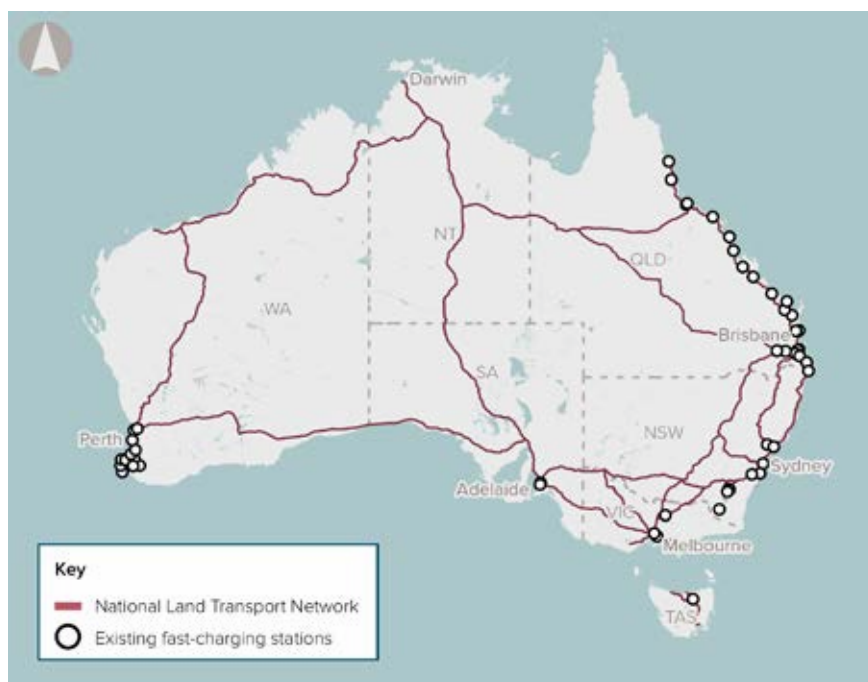 Darwin
NT
QLD
WA
Brisbane
SA
NSW
Perth
Sydney
Adelaide
VIC
Melbourne
TAS
Key
National Land Transport Network
Existing fast-charging stations